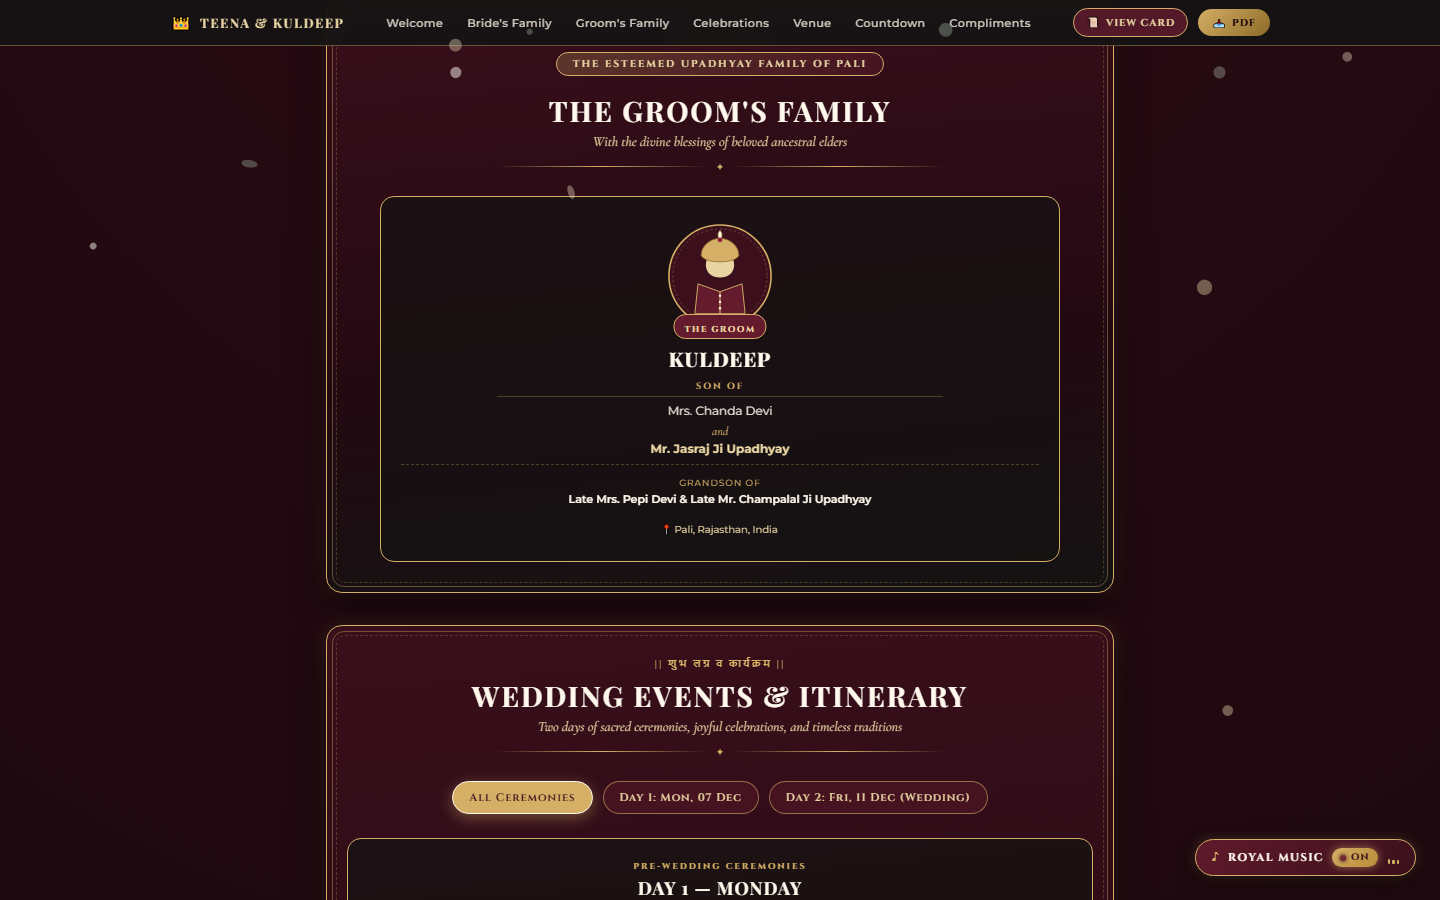 👑 TEENA & KULDEEP Welcome Bride's Family Groom's Family Celebrations Venue Countdown Compliments 📜 VIEW CARD 📥 PDF
THE ESTEEMED UPADHYAY FAMILY OF PALI
THE GROOM'S FAMILY
With the divine blessings of beloved ancestral elders
THE GROOM
KULDEEP
SON OF
Mrs. Chanda Devi
and
Mr. Jasraj Ji Upadhyay
GRANDSON OF
Late Mrs. Pepi Devi & Late Mr. Champalal Ji Upadhyay
📍 Pali, Rajasthan, India
|| शुभ लग्न व कार्यक्रम ||
WEDDING EVENTS & ITINERARY
Two days of sacred ceremonies, joyful celebrations, and timeless traditions
ALL CEREMONIES DAY 1: MON, 07 DEC DAY 2: FRI, 11 DEC (WEDDING)
PRE-WEDDING CEREMONIES
DAY 1 — MONDAY
♪ ROYAL MUSIC ON